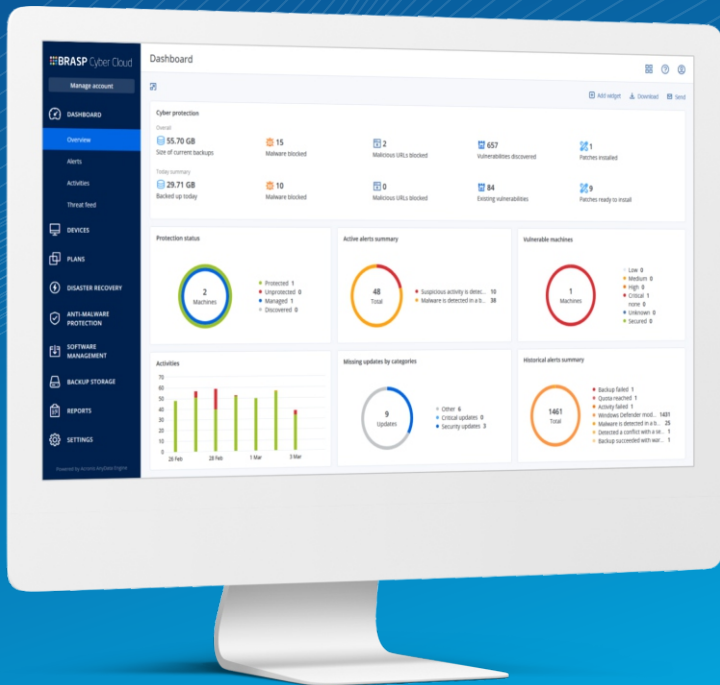 BRASP Cyber Cloud
Manage account
DASHBOARD
Overview
Alerts
Activities
Threat feed
DEVICES
PLANS
DISASTER RECOVERY
ANTI-MALWARE
PROTECTION
SOFTWARE
MANAGEMENT
BACKUP STORAGE
REPORTS
SETTINGS
Powered by Acronis AnyData Engine
Dashboard
Add widget Download Send
Cyber protection
Overall
55.70 GB 15 2 657 1
Size of current backups Malware blocked Malicious URLs blocked Vulnerabilities discovered Patches installed
Today summary
29.71 GB 10 0 84 9
Backed up today Malware blocked Malicious URLs blocked Existing vulnerabilities Patches ready to install
Protection status
2
Machines
Protected 1
Unprotected 0
Managed 1
Discovered 0
Active alerts summary
48
Total
Suspicious activity is detec... 10
Malware is detected in a b... 38
Vulnerable machines
1
Machines
Low 0
Medium 0
High 0
Critical 1
none 0
Unknown 0
Secured 0
Activities
70
60
50
40
30
20
10
0
28 Feb 28 Feb 1 Mar 3 Mar
Missing updates by categories
9
Updates
Other 6
Critical updates 0
Security updates 3
Historical alerts summary
1461
Total
Backup failed 1
Quota reached 1
Activity failed 1
Windows Defender mod... 1431
Malware is detected in a b... 25
Detected a conflict with a se... 1
Backup succeeded with war... 1